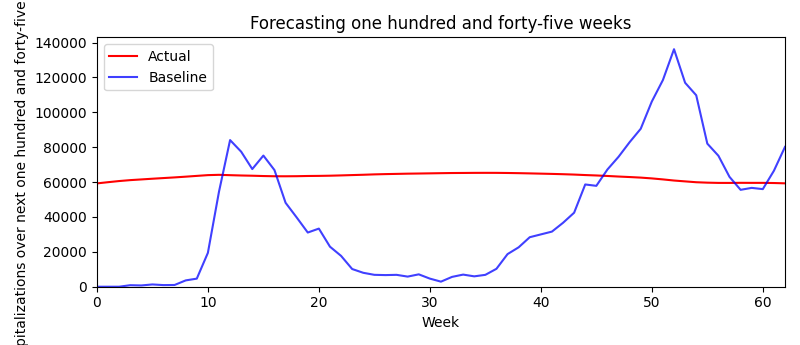 Forecasting one hundred and forty-five weeks
pitalizations over next one hundred and forty-five
140000
120000
100000
80000
60000
40000
20000
0
Actual
Baseline
0 10 20 30 40 50 60
Week